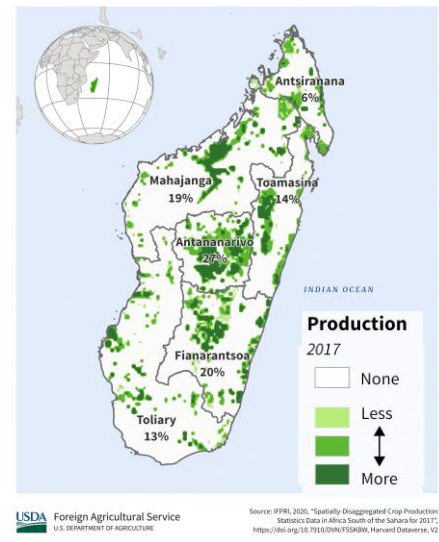 Antsiranana
6%
Mahajanga
19%
Toamasina
14%
Antananarivo
27%
INDIAN OCEAN
Fianarantsoa
20%
Toliary
13%
Production
2017
None
Less
More
USDA Foreign Agricultural Service
U.S. DEPARTMENT OF AGRICULTURE
Source: IFPRI, 2020, "Spatially-Disaggregated Crop Production
Statistics Data in Africa South of the Sahara for 2017",
https://doi.org/10.7910/DVN/FSSKBW, Harvard Dataverse, V2